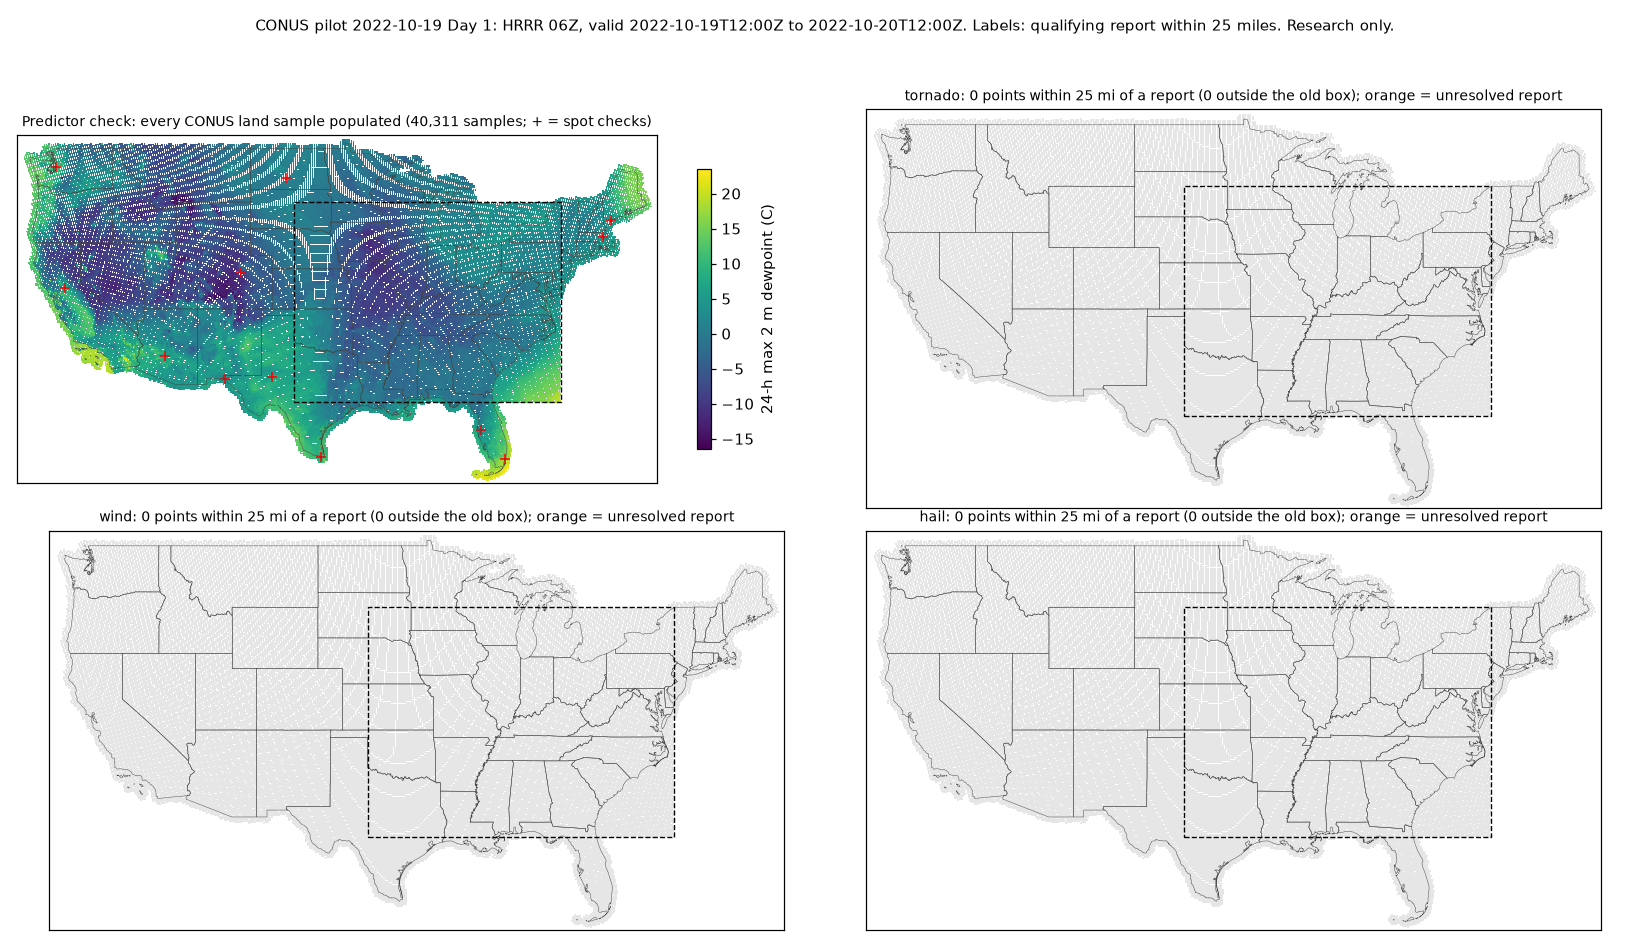 CONUS pilot 2022-10-19 Day 1: HRRR 06Z, valid 2022-10-19T12:00Z to 2022-10-20T12:00Z. Labels: qualifying report within 25 miles. Research only.
Predictor check: every CONUS land sample populated (40,311 samples; + = spot checks)
20
15
10
5
0
−5
−10
−15
24-h max 2 m dewpoint (C)
tornado: 0 points within 25 mi of a report (0 outside the old box); orange = unresolved report
wind: 0 points within 25 mi of a report (0 outside the old box); orange = unresolved report
hail: 0 points within 25 mi of a report (0 outside the old box); orange = unresolved report